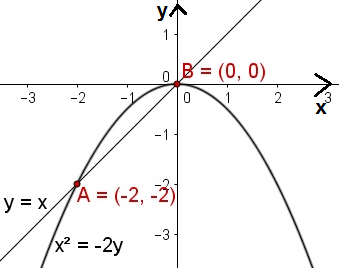 y
1
0
B = (0, 0)
-3 -2 -1 0 1 2 3
x
-1
-2
A = (-2, -2)
y = x
-3
x² = -2y